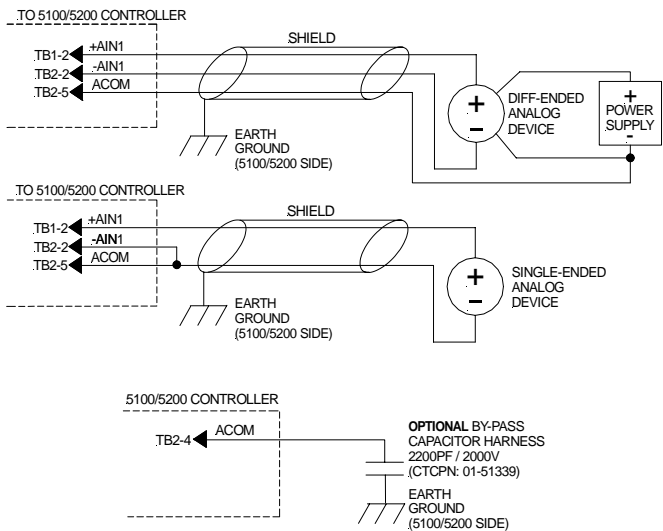 TO 5100/5200 CONTROLLER
SHIELD
TB1-2 +AIN1
TB2-2 -AIN1
TB2-5 ACOM
+
-
DIFF-ENDED
ANALOG
DEVICE
+
POWER
SUPPLY
-
EARTH
GROUND
(5100/5200 SIDE)
TO 5100/5200 CONTROLLER
SHIELD
TB1-2 +AIN1
TB2-2 -AIN1
TB2-5 ACOM
+
-
SINGLE-ENDED
ANALOG
DEVICE
EARTH
GROUND
(5100/5200 SIDE)
5100/5200 CONTROLLER
TB2-4 ACOM
OPTIONAL BY-PASS
CAPACITOR HARNESS
2200PF / 2000V
(CTCPN: 01-51339)
EARTH
GROUND
(5100/5200 SIDE)